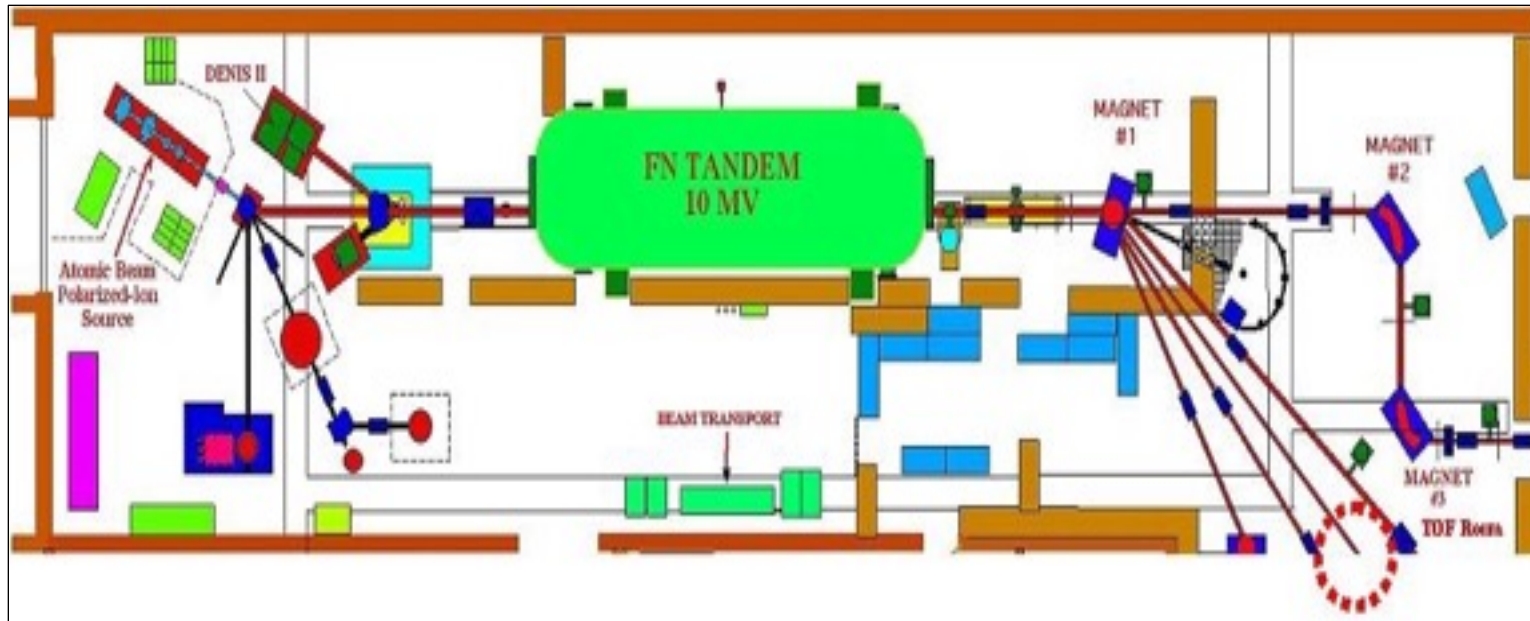 DENIS II
Atomic Beam
Polarized-Ion
Source
FN TANDEM
10 MV
BEAM TRANSPORT
MAGNET
#1
MAGNET
#2
MAGNET
#3
TOF Room